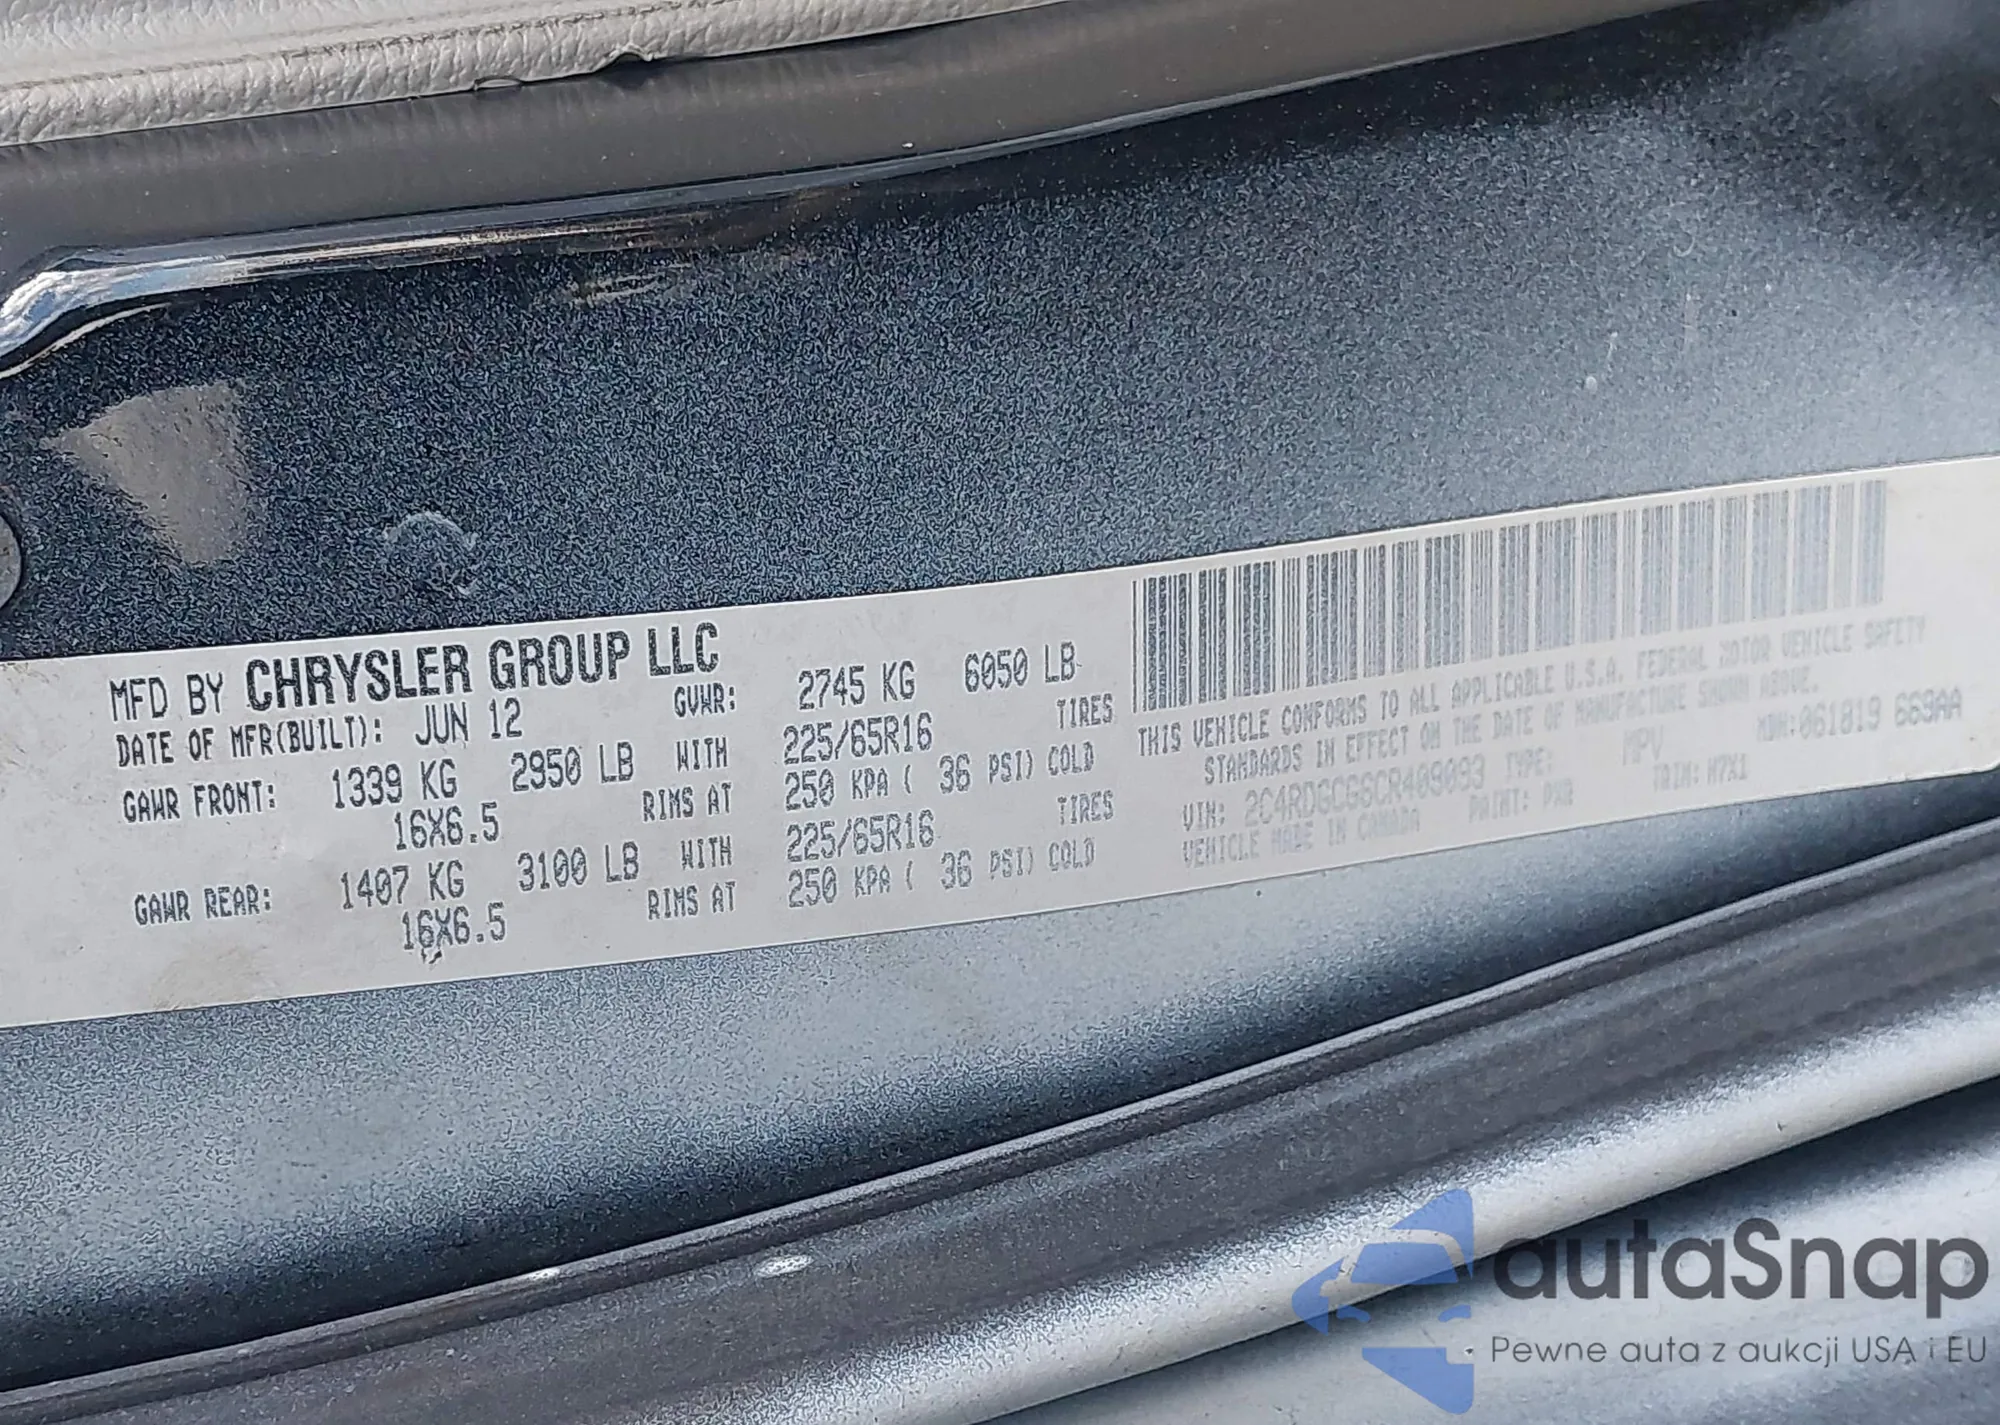 MFD BY CHRYSLER GROUP LLC
DATE OF MFR(BUILT): JUN 12 GVWR: 2745 KG 6050 LB
GAWR FRONT: 1339 KG 2950 LB WITH 225/65R16 TIRES
16X6.5 RIMS AT 250 KPA ( 36 PSI) COLD
GAWR REAR: 1407 KG 3100 LB WITH 225/65R16 TIRES
16X6.5 RIMS AT 250 KPA ( 36 PSI) COLD
THIS VEHICLE CONFORMS TO ALL APPLICABLE U.S.A. FEDERAL MOTOR VEHICLE SAFETY
STANDARDS IN EFFECT ON THE DATE OF MANUFACTURE SHOWN ABOVE.
MDH:061819 669AA
VIN: 2C4RDGCG6CR409093 TYPE: MPV
VEHICLE MADE IN CANADA PAINT: TRIM:
autaSnap
Pewne auta z aukcji USA i EU